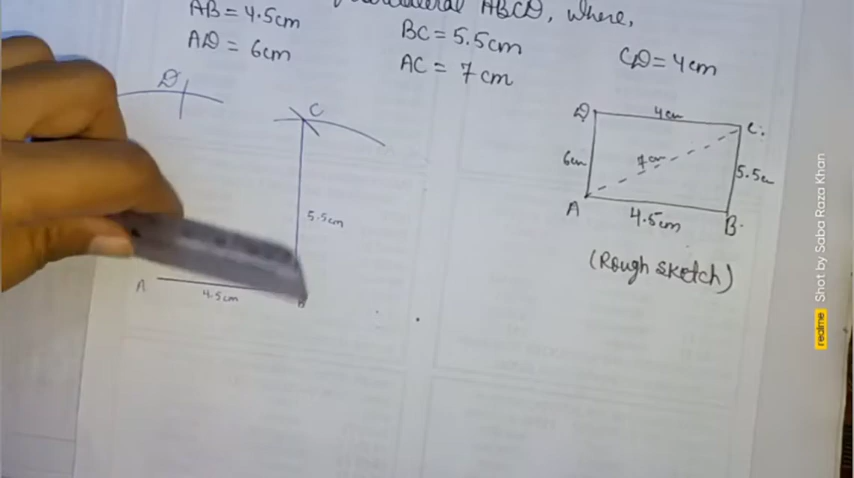 ABCD, where,
AB = 4.5cm
BC = 5.5cm
CD = 4cm
AD = 6cm
AC = 7cm
D
C
5.5cm
A
4.5cm
B
D
4cm
C.
6cm
7cm
5.5c
A
4.5cm
B.
(Rough sketch)
realme Shot by Saba Raza Khan